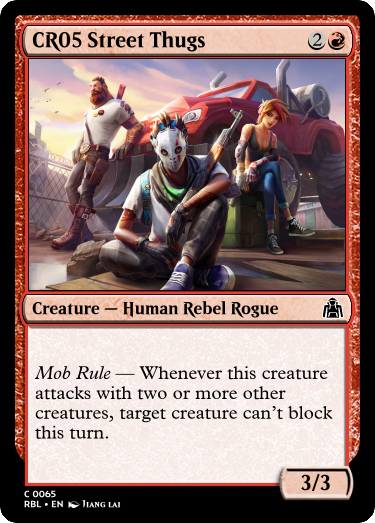 CR05 Street Thugs 2
Creature — Human Rebel Rogue
Mob Rule — Whenever this creature
attacks with two or more other
creatures, target creature can't block
this turn.
3/3
C 0065
RBL • EN Jiang Lai